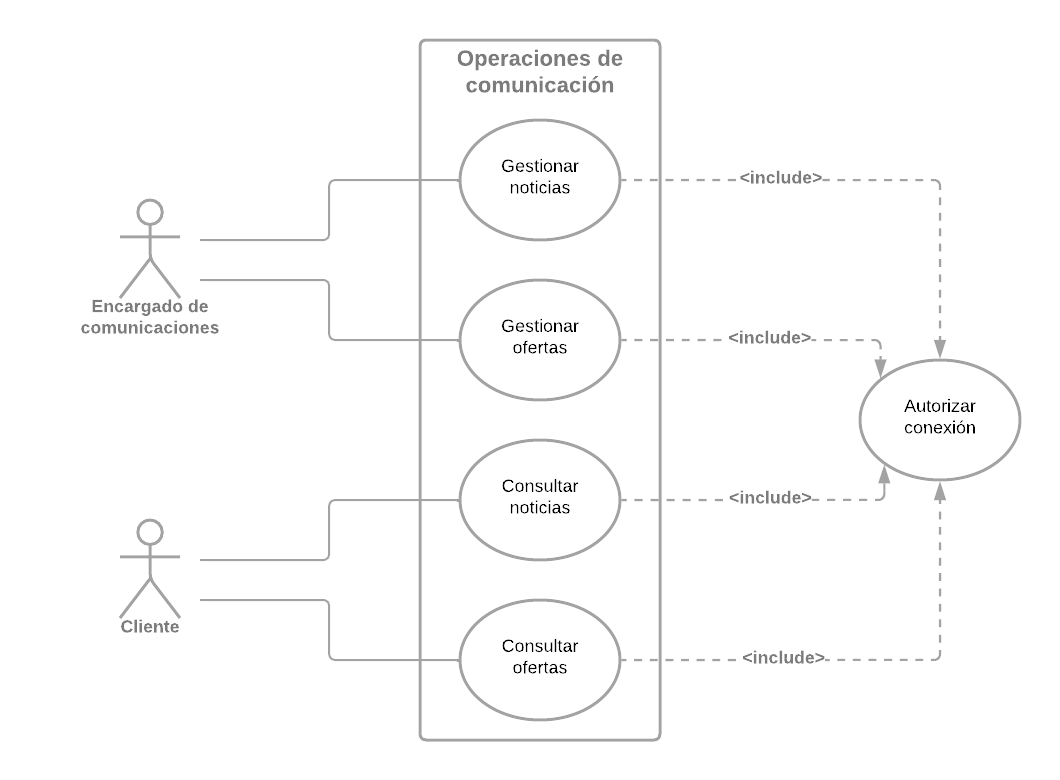 Operaciones de
comunicación
Gestionar
noticias
<include>
Encargado de
comunicaciones
Gestionar
ofertas
<include>
Autorizar
conexión
Consultar
noticias
<include>
Cliente
Consultar
ofertas
<include>